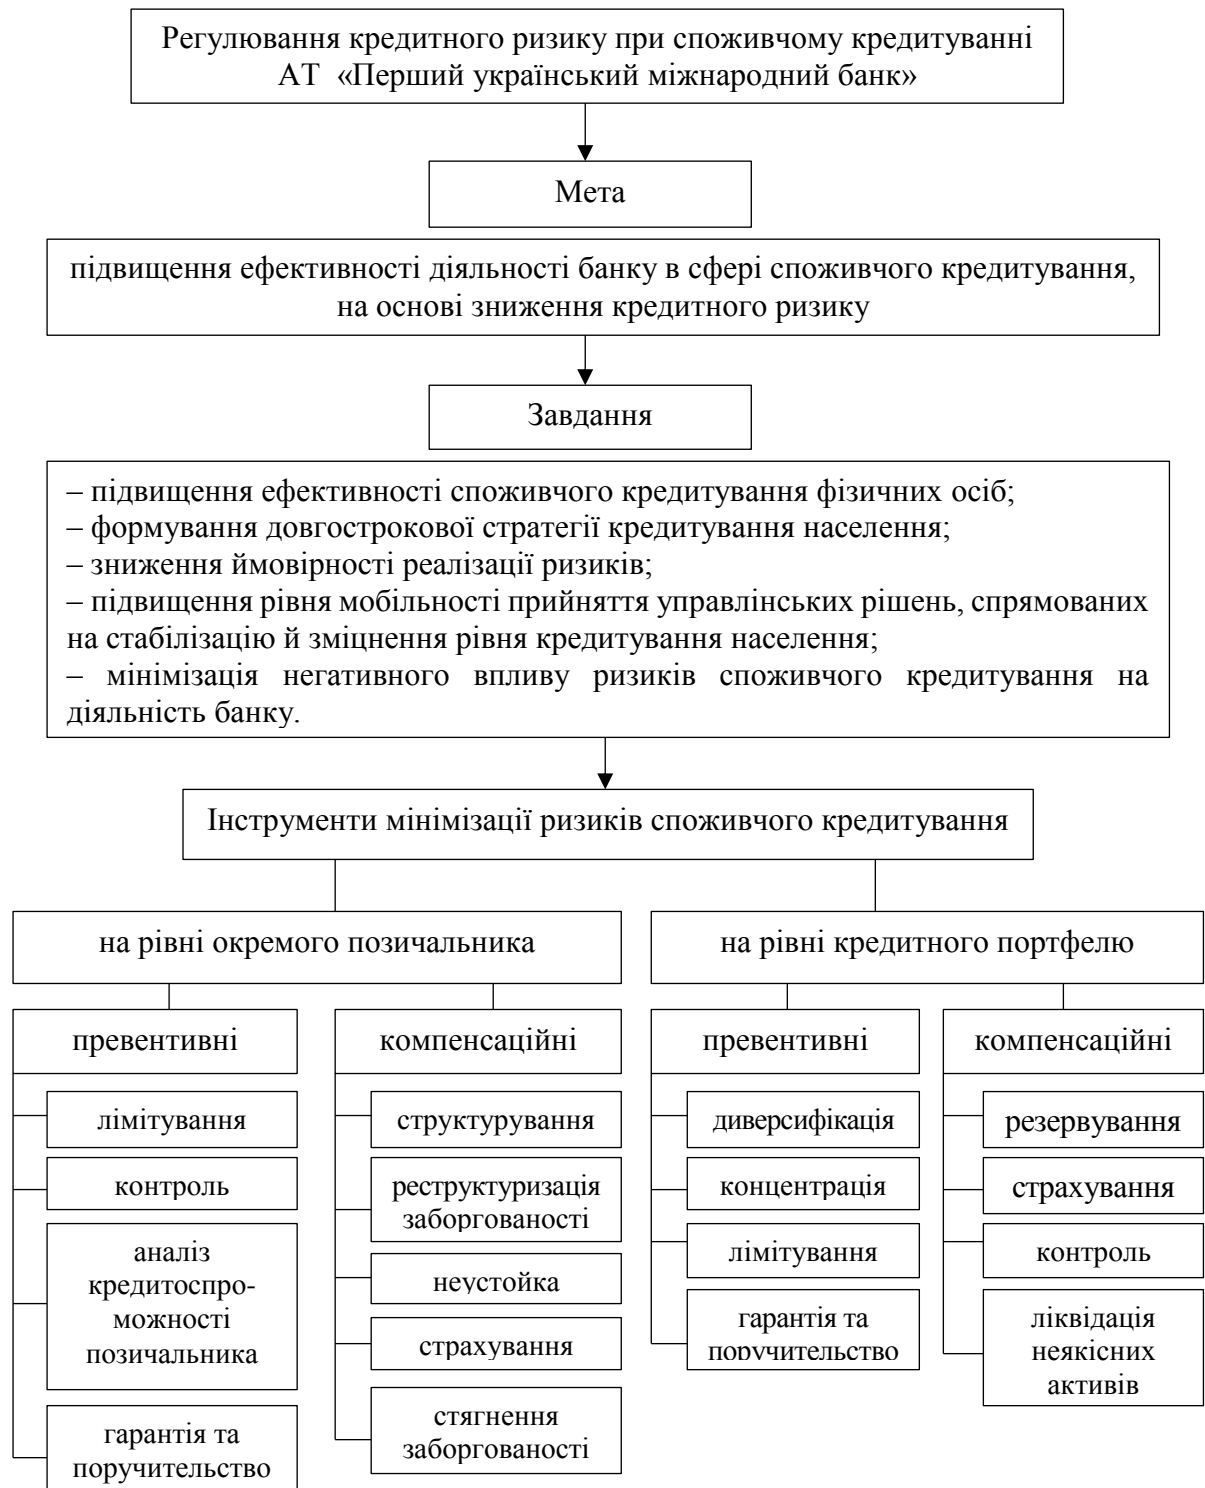 Регулювання кредитного ризику при споживчому кредитуванні
АТ «Перший український міжнародний банк»
Мета
підвищення ефективності діяльності банку в сфері споживчого кредитування,
на основі зниження кредитного ризику
Завдання
– підвищення ефективності споживчого кредитування фізичних осіб;
– формування довгострокової стратегії кредитування населення;
– зниження ймовірності реалізації ризиків;
– підвищення рівня мобільності прийняття управлінських рішень, спрямованих
на стабілізацію й зміцнення рівня кредитування населення;
– мінімізація негативного впливу ризиків споживчого кредитування на
діяльність банку.
Інструменти мінімізації ризиків споживчого кредитування
на рівні окремого позичальника
превентивні
лімітування
контроль
аналіз
кредитоспро-
можності
позичальника
гарантія та
поручительство
компенсаційні
структурування
реструктуризація
заборгованості
неустойка
страхування
стягнення
заборгованості
на рівні кредитного портфелю
превентивні
диверсифікація
концентрація
лімітування
гарантія та
поручительство
компенсаційні
резервування
страхування
контроль
ліквідація
неякісних
активів